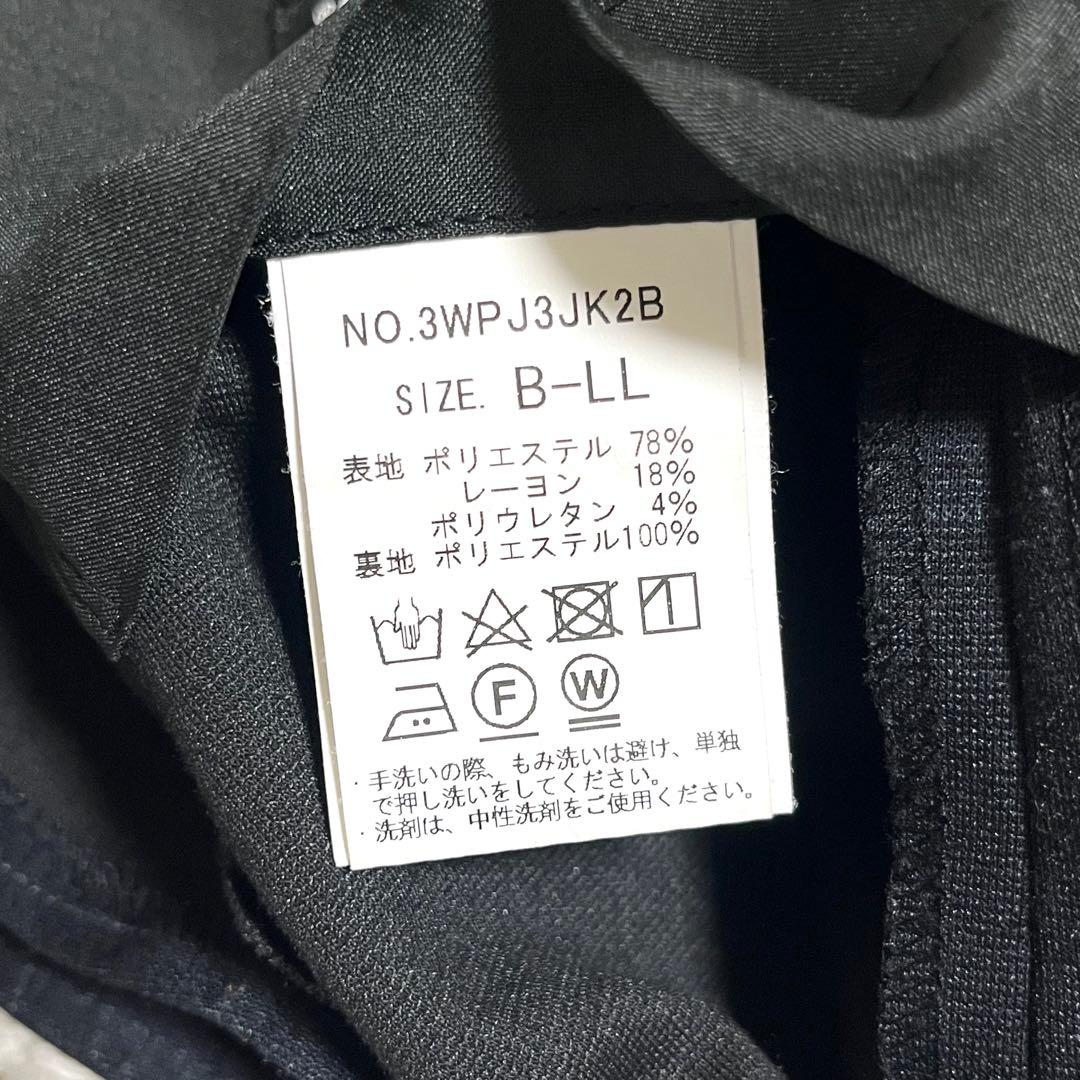 NO.3WPJ3JK2B
SIZE. B-LL
表地 ポリエステル 78%
レーヨン 18%
ポリウレタン 4%
裏地 ポリエステル100%
F W
・手洗いの際、もみ洗いは避け、単独
で押し洗いをしてください。
・洗剤は、中性洗剤をご使用ください。